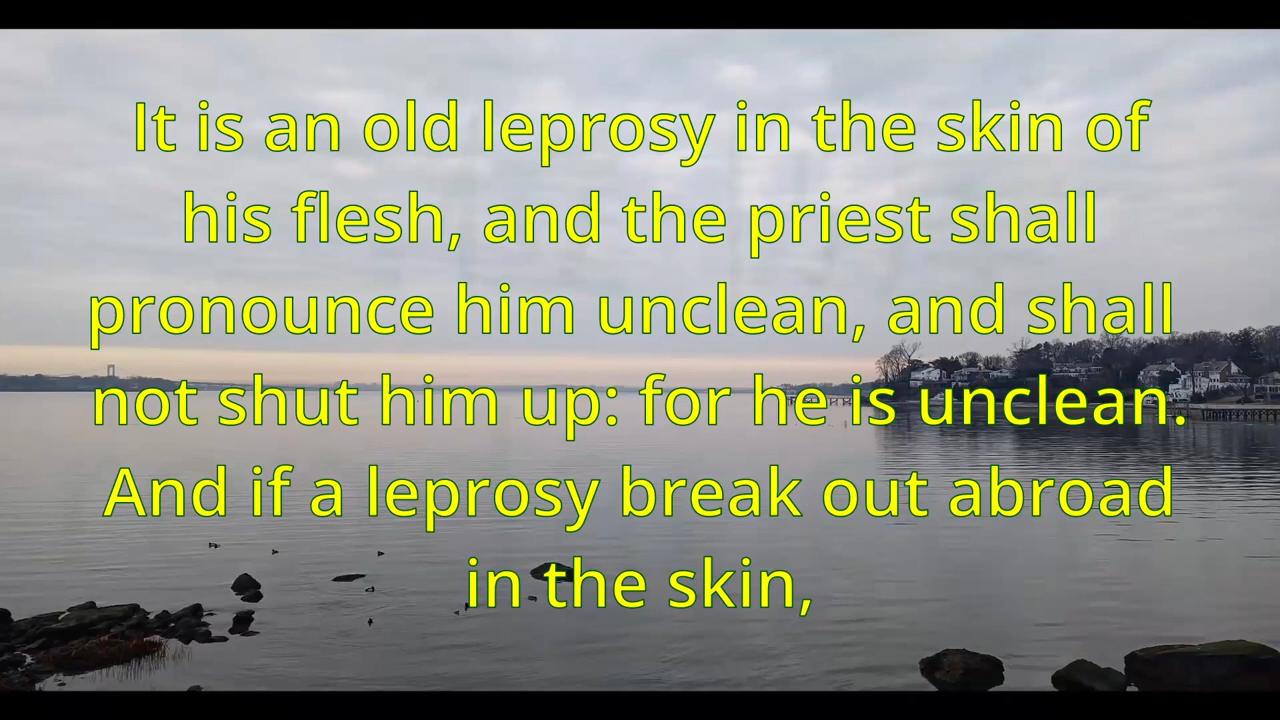 It is an old leprosy in the skin of
his flesh, and the priest shall
pronounce him unclean, and shall
not shut him up: for he is unclean.
And if a leprosy break out abroad
in the skin,